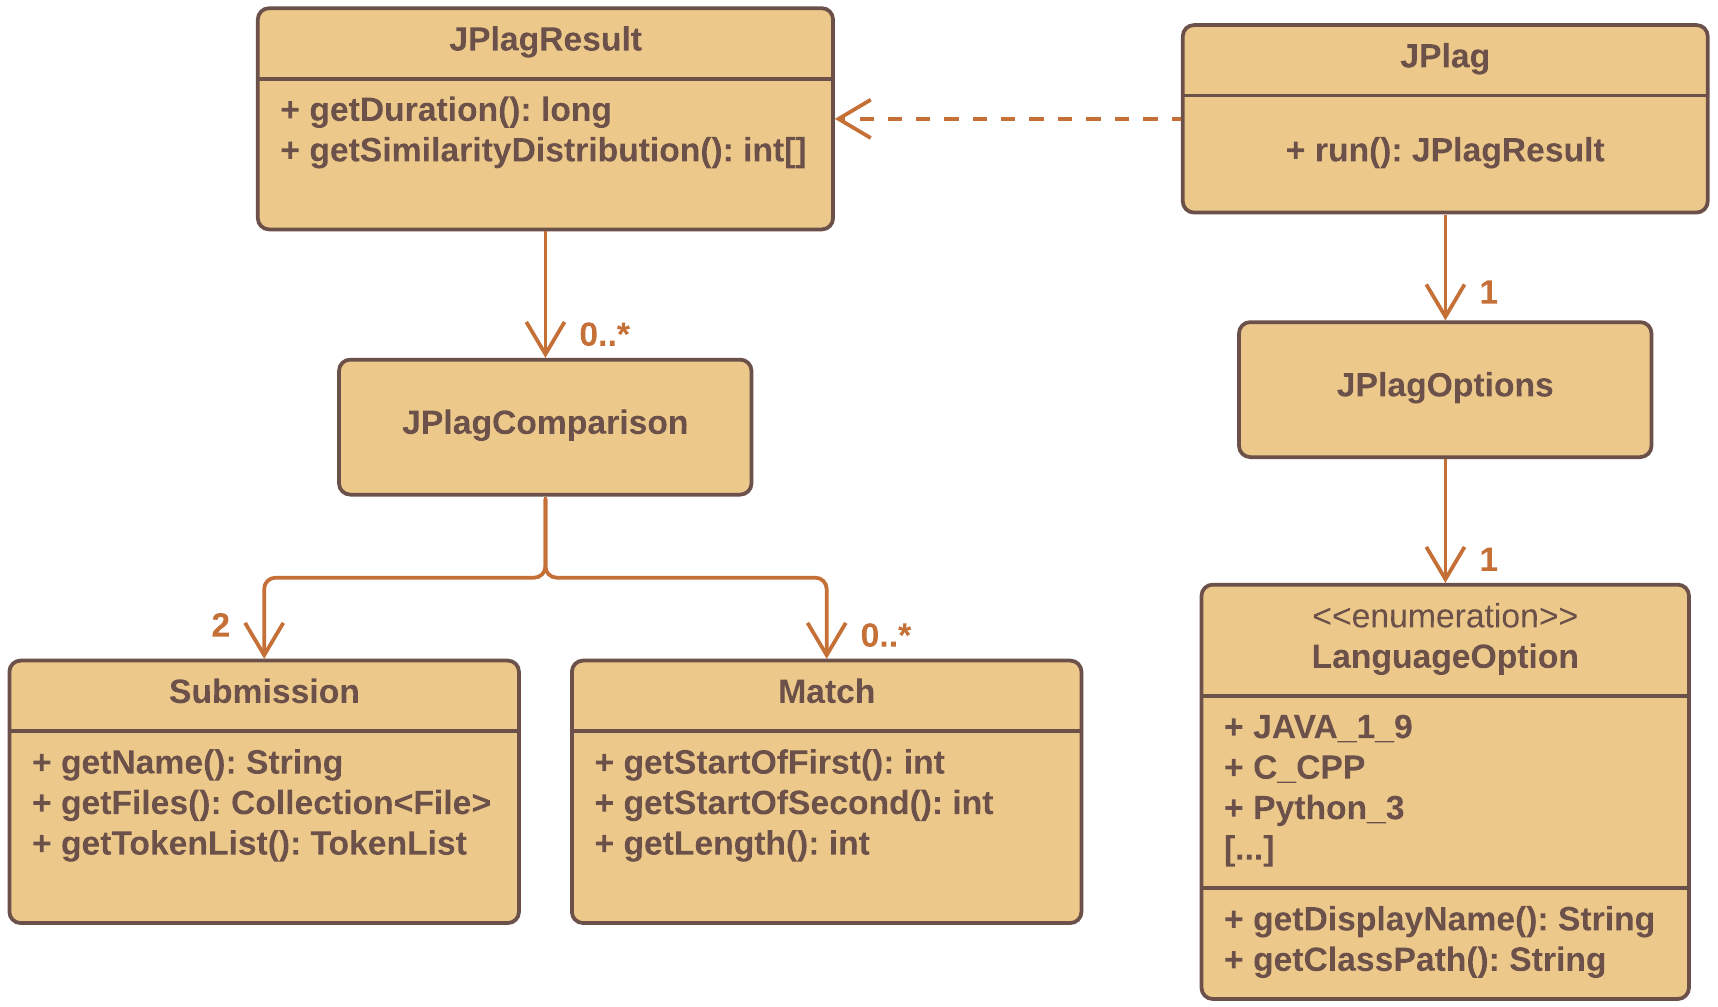 JPlagResult
+ getDuration(): long
+ getSimilarityDistribution(): int[]
JPlag
+ run(): JPlagResult
0..*
1
JPlagComparison
JPlagOptions
2
0..*
1
Submission
+ getName(): String
+ getFiles(): Collection<File>
+ getTokenList(): TokenList
Match
+ getStartOfFirst(): int
+ getStartOfSecond(): int
+ getLength(): int
<<enumeration>>
LanguageOption
+ JAVA_1_9
+ C_CPP
+ Python_3
[...]
+ getDisplayName(): String
+ getClassPath(): String